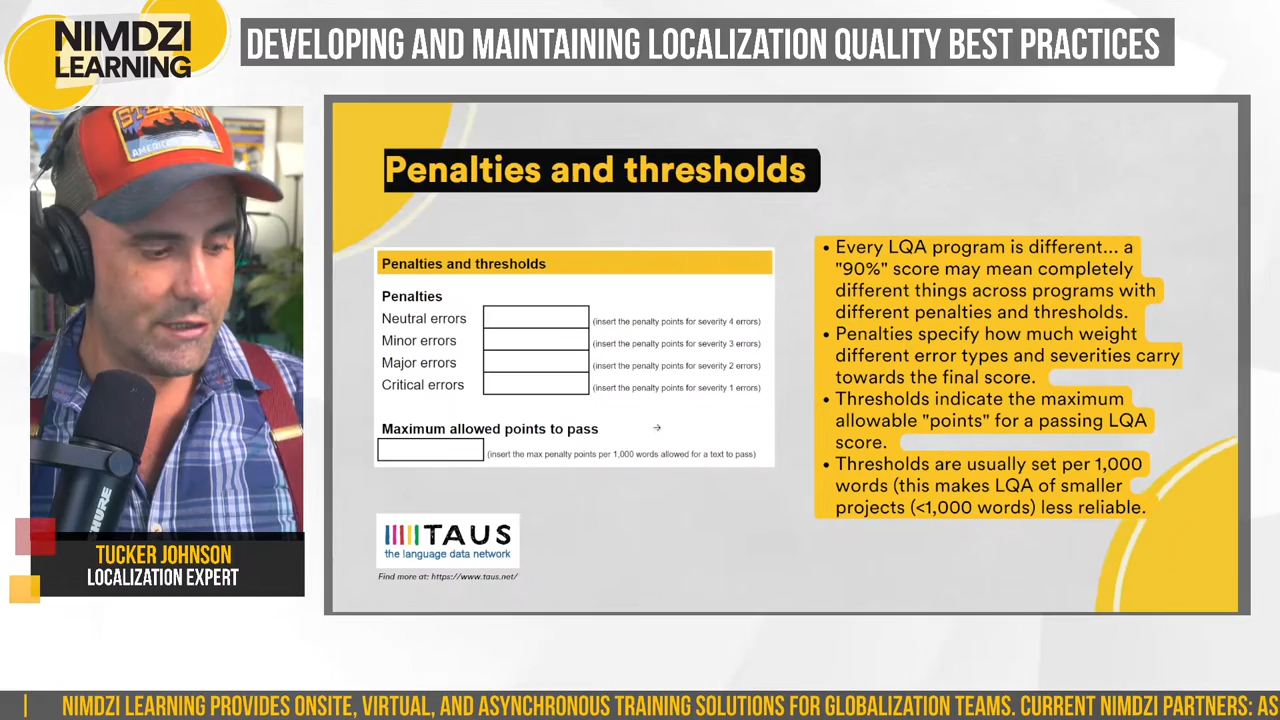 NIMDZI
LEARNING
DEVELOPING AND MAINTAINING LOCALIZATION QUALITY BEST PRACTICES
Penalties and thresholds
Penalties and thresholds
Penalties
Neutral errors
(insert the penalty points for severity 4 errors)
Minor errors
(insert the penalty points for severity 3 errors)
Major errors
(insert the penalty points for severity 2 errors)
Critical errors
(insert the penalty points for severity 1 errors)
Maximum allowed points to pass
(insert the max penalty points per 1,000 words allowed for a text to pass)
• Every LQA program is different... a
"90%" score may mean completely
different things across programs with
different penalties and thresholds.
• Penalties specify how much weight
different error types and severities carry
towards the final score.
• Thresholds indicate the maximum
allowable "points" for a passing LQA
score.
• Thresholds are usually set per 1,000
words (this makes LQA of smaller
projects (<1,000 words) less reliable.
TAUS
the language data network
Find more at: https://www.taus.net/
SHURE
TUCKER JOHNSON
LOCALIZATION EXPERT
| NIMDZI LEARNING PROVIDES ONSITE, VIRTUAL, AND ASYNCHRONOUS TRAINING SOLUTIONS FOR GLOBALIZATION TEAMS. CURRENT NIMDZI PARTNERS: AS